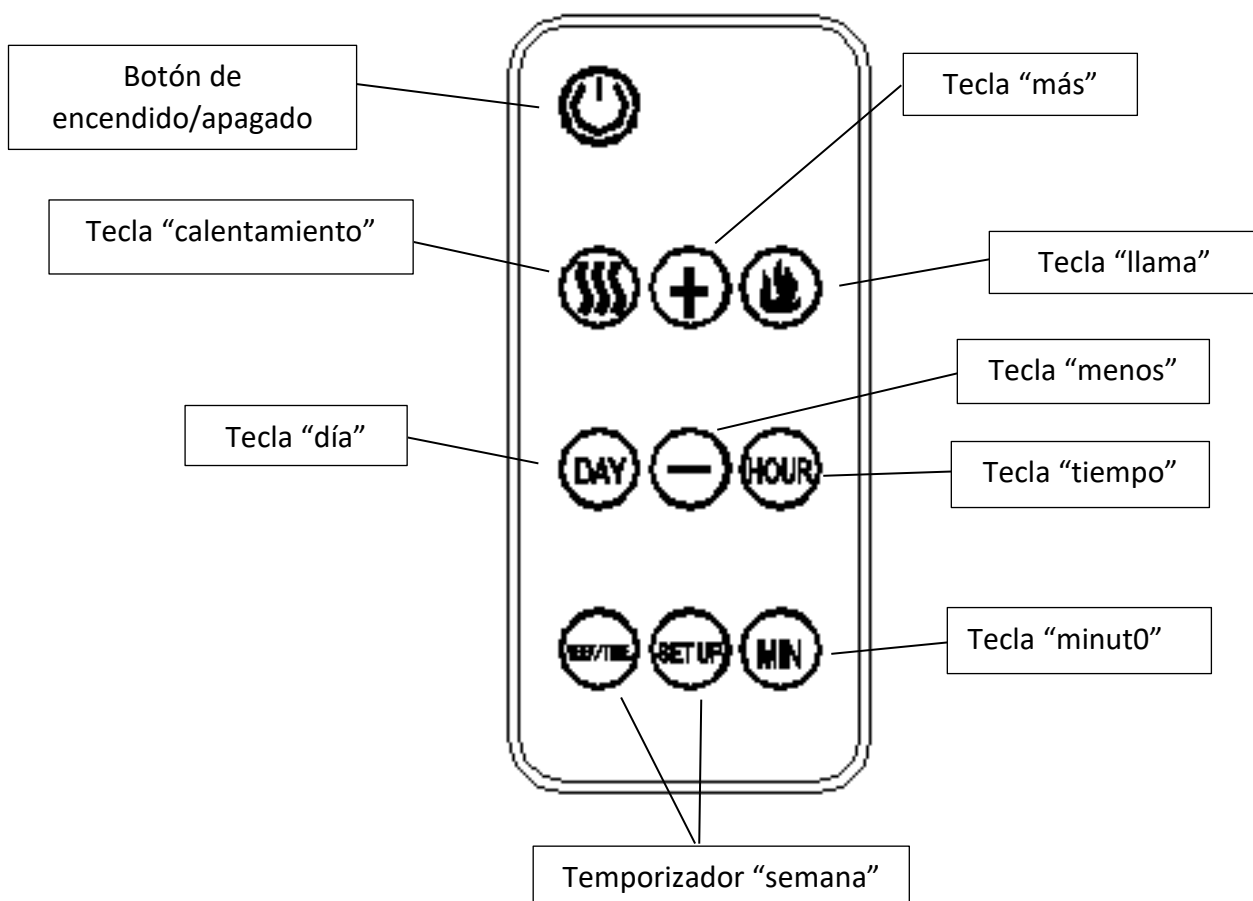 Botón de
encendido/apagado
Tecla “más”
Tecla “calentamiento”
Tecla “llama”
Tecla “menos”
Tecla “día”
DAY
HOUR
Tecla “tiempo”
SET UP
MIN
Tecla “minut0”
Temporizador “semana”